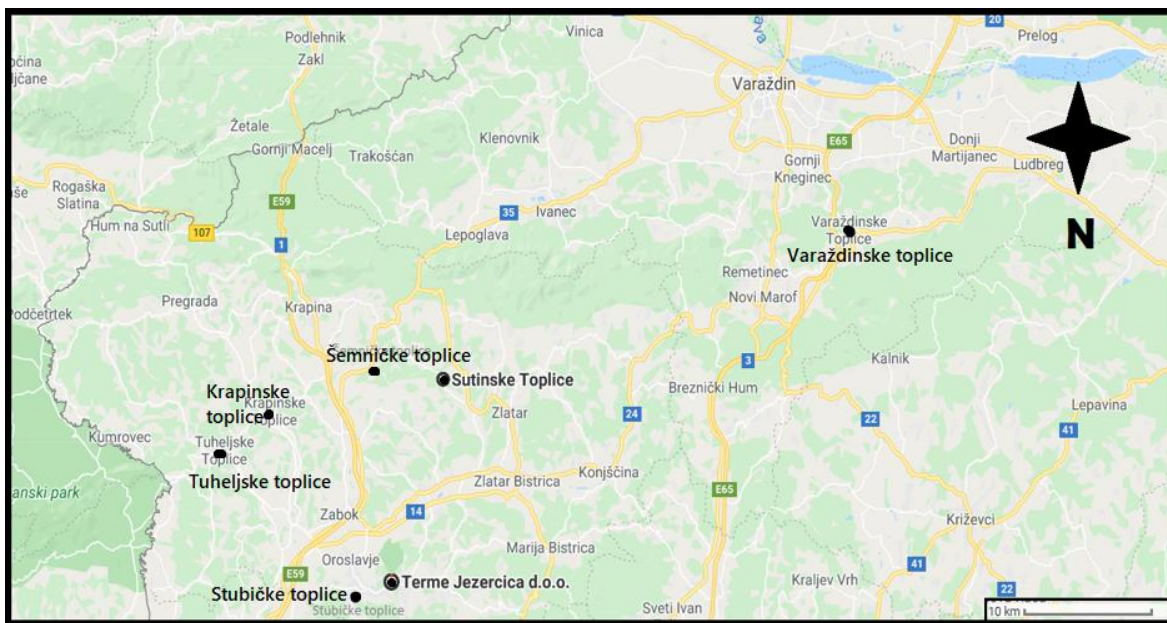 20
Podlehnik
Zakl
Vinica
Prelog
Varaždin
Žetale
Gornji Macelj
Trakošćan
Klenovnik
E65
Gornji
Kneginec
Donji
Martijanec
Ludbreg
Rogaška
Slatina
E59
Hum na Sutli
107
35
Ivanec
Lepoglava
1
Varaždinske
Toplice
N
Varaždinske toplice
Remetinec
Pregrada
Krapina
Novi Marof
Podčetrtek
Šemničke toplice
3
Kalnik
Sutinske Toplice
Breznički Hum
Krapinske
toplice
Krapinske
Toplice
Zlatar
24
22
Lepavina
Kumrovec
41
Tuheljske
Toplice
Konjščina
anski park
Tuheljske toplice
Zlatar Bistrica
E65
14
Zabok
Križevci
Marija Bistrica
Oroslavje
41
E59
Terme Jezercica d.o.o.
Kraljev Vrh
22
Stubičke toplice
Stubičke toplice
Sveti Ivan
10 km